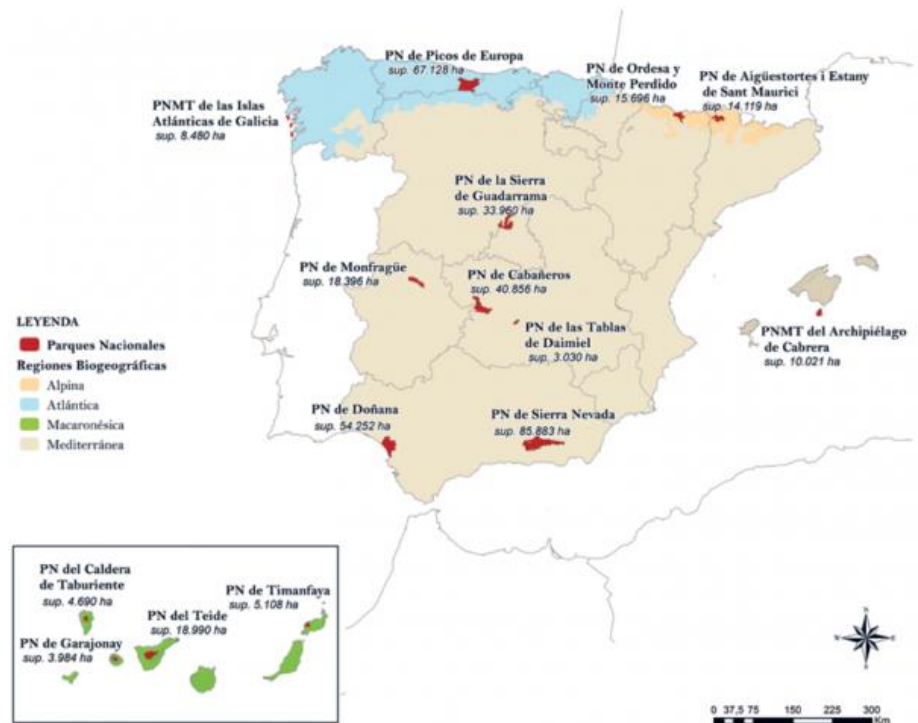 PN de Picos de Europa
sup. 67.128 ha
PN de Ordesa y
Monte Perdido
sup. 15.696 ha
PN de Aigüestortes i Estany
de Sant Maurici
sup. 14.119 ha
PNMT de las Islas
Atlánticas de Galicia
sup. 8.480 ha
PN de la Sierra
de Guadarrama
sup. 33.960 ha
PN de Monfragüe
sup. 18.396 ha
PN de Cabañeros
sup. 40.856 ha
PN de las Tablas
de Daimiel
sup. 3.030 ha
PNMT del Archipiélago
de Cabrera
sup. 10.021 ha
LEYENDA
Parques Nacionales
Regiones Biogeográficas
Alpina
Atlántica
Macaronésica
Mediterránea
PN de Doñana
sup. 54.252 ha
PN de Sierra Nevada
sup. 85.883 ha
PN del Caldera
de Taburiente
sup. 4.690 ha
PN de Timanfaya
sup. 5.108 ha
PN del Teide
sup. 18.990 ha
PN de Garajonay
sup. 3.984 ha
0 37,5 75 150 225 300
Km